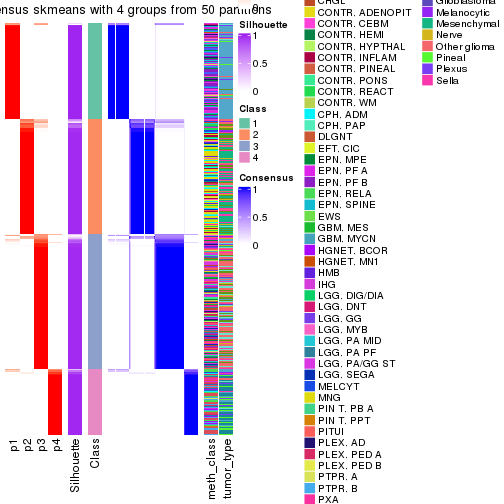 ensus skmeans with 4 groups from 50 partitions
Silhouette
1
0.5
0
Class
1
2
3
4
Consensus
1
0.5
0
p1
p2
p3
p4
Silhouette
Class
meth_class
tumor_type
CONTR. ADENOPIT
CONTR. CEBM
CONTR. HEMI
CONTR. HYPTHAL
CONTR. INFLAM
CONTR. PINEAL
CONTR. PONS
CONTR. REACT
CONTR. WM
CPH. ADM
CPH. PAP
DLGNT
EFT. CIC
EPN. MPE
EPN. PF A
EPN. PF B
EPN. RELA
EPN. SPINE
EWS
GBM. MES
GBM. MYCN
HGNET. BCOR
HGNET. MN1
HMB
IHG
LGG. DIG/DIA
LGG. DNT
LGG. GG
LGG. MYB
LGG. PA MID
LGG. PA PF
LGG. PA/GG ST
LGG. SEGA
MELCYT
MNG
PIN T. PB A
PIN T. PPT
PITUI
PLEX. AD
PLEX. PED A
PLEX. PED B
PTPR. A
PTPR. B
PXA
Glioblastoma
Melanocytic
Mesenchymal
Nerve
Other glioma
Pineal
Plexus
Sella